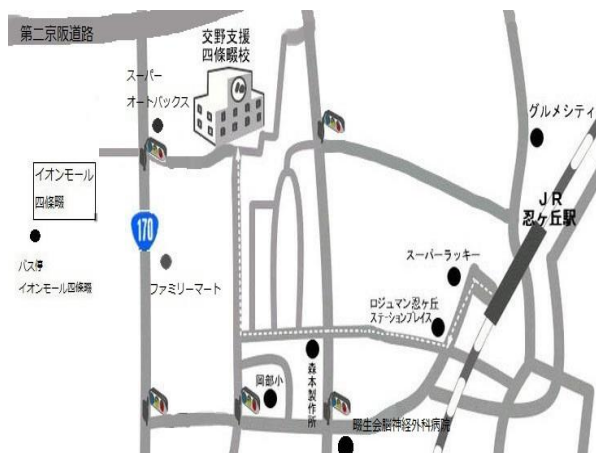 第二京阪道路
交野支援
四條畷校
スーパー
オートバックス
グルメシティ
イオンモール
四條畷
JR
忍ヶ丘駅
170
スーパーラッキー
バス停
イオンモール四條畷
ファミリーマート
ロジュマン忍ヶ丘
ステーションプレイス
岡部小
森本製作所
畷生会脳神経外科病院